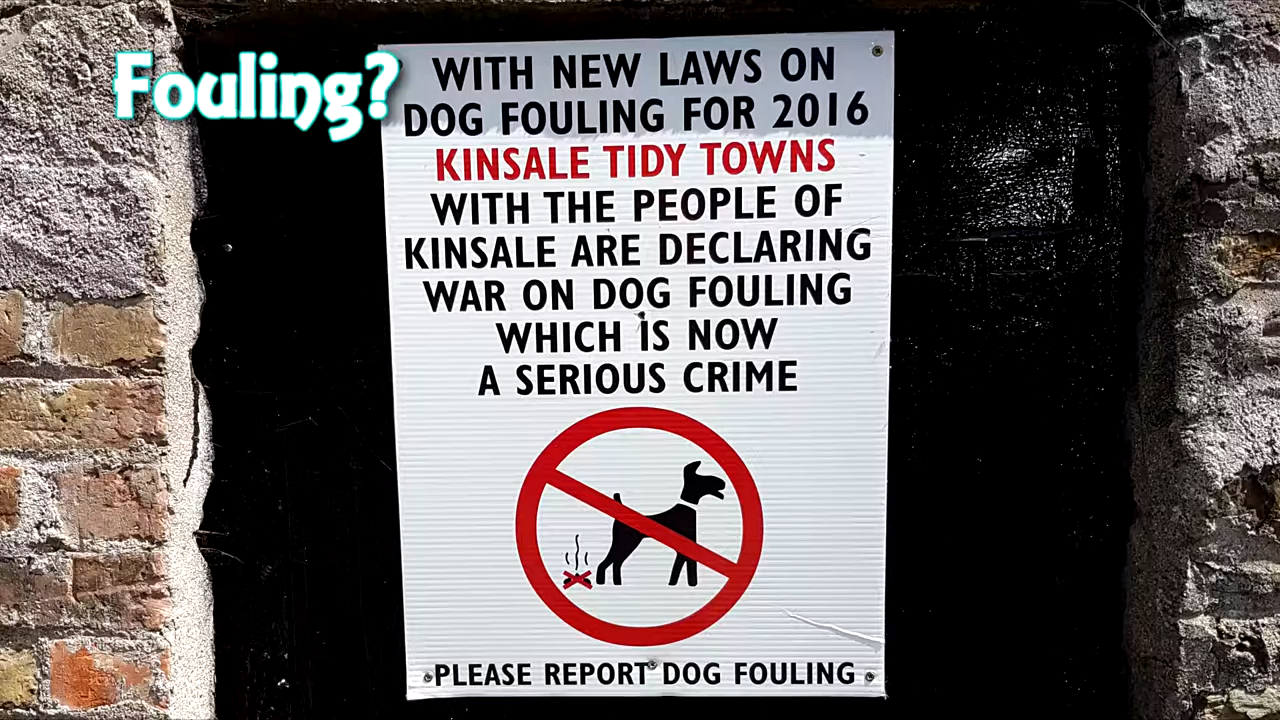 Fouling?
WITH NEW LAWS ON
DOG FOULING FOR 2016
KINSALE TIDY TOWNS
WITH THE PEOPLE OF
KINSALE ARE DECLARING
WAR ON DOG FOULING
WHICH IS NOW
A SERIOUS CRIME
PLEASE REPORT DOG FOULING